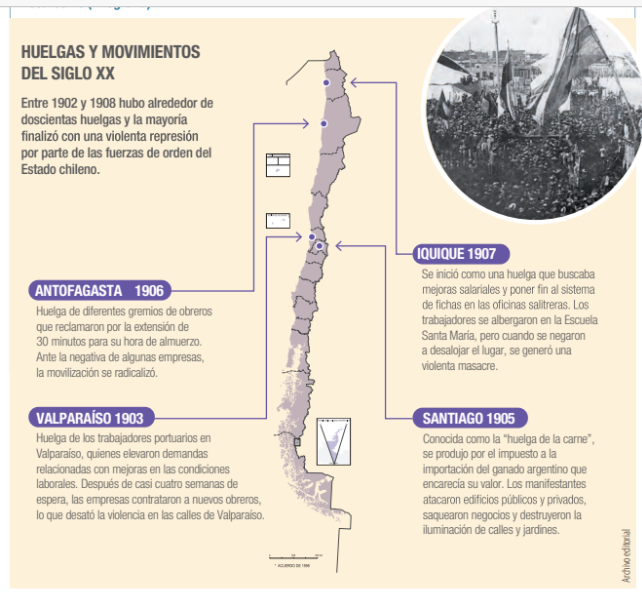 HUELGAS Y MOVIMIENTOS
DEL SIGLO XX
Entre 1902 y 1908 hubo alrededor de
doscientas huelgas y la mayoría
finalizó con una violenta represión
por parte de las fuerzas de orden del
Estado chileno.
ANTOFAGASTA 1906
Huelga de diferentes gremios de obreros
que reclamaron por la extensión de
30 minutos para su hora de almuerzo.
Ante la negativa de algunas empresas,
la movilización se radicalizó.
VALPARAÍSO 1903
Huelga de los trabajadores portuarios en
Valparaíso, quienes elevaron demandas
relacionadas con mejoras en las condiciones
laborales. Después de casi cuatro semanas de
espera, las empresas contrataron a nuevos obreros,
lo que desató la violencia en las calles de Valparaíso.
IQUIQUE 1907
Se inició como una huelga que buscaba
mejoras salariales y poner fin al sistema
de fichas en las oficinas salitreras. Los
trabajadores se albergaron en la Escuela
Santa María, pero cuando se negaron
a desalojar el lugar, se generó una
violenta masacre.
SANTIAGO 1905
Conocida como la “huelga de la carne”,
se produjo por el impuesto a la
importación del ganado argentino que
encarecía su valor. Los manifestantes
atacaron edificios públicos y privados,
saquearon negocios y destruyeron la
iluminación de calles y jardines.
* ACUERDO DE 1998
Archivo editorial